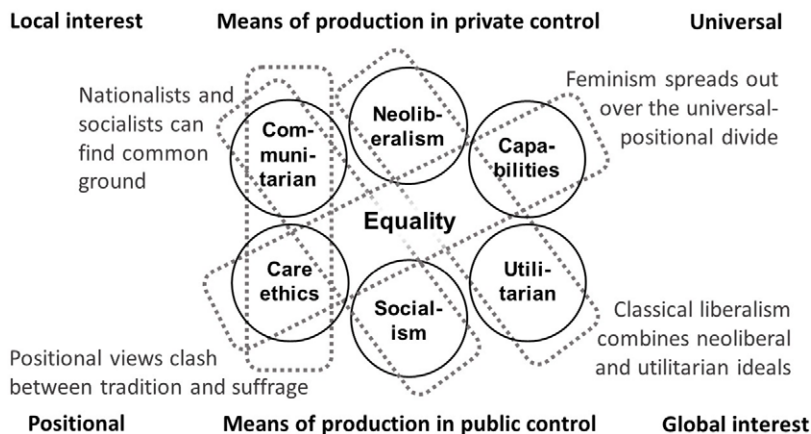 Local interest
Means of production in private control
Universal
Nationalists and
socialists can
find common
ground
Feminism spreads out
over the universal-
positional divide
Com-
muni-
tarian
Neolib-
eralism
Capa-
bilities
Equality
Care
ethics
Social-
ism
Utili-
tarian
Positional views clash
between tradition and suffrage
Classical liberalism
combines neoliberal
and utilitarian ideals
Positional
Means of production in public control
Global interest